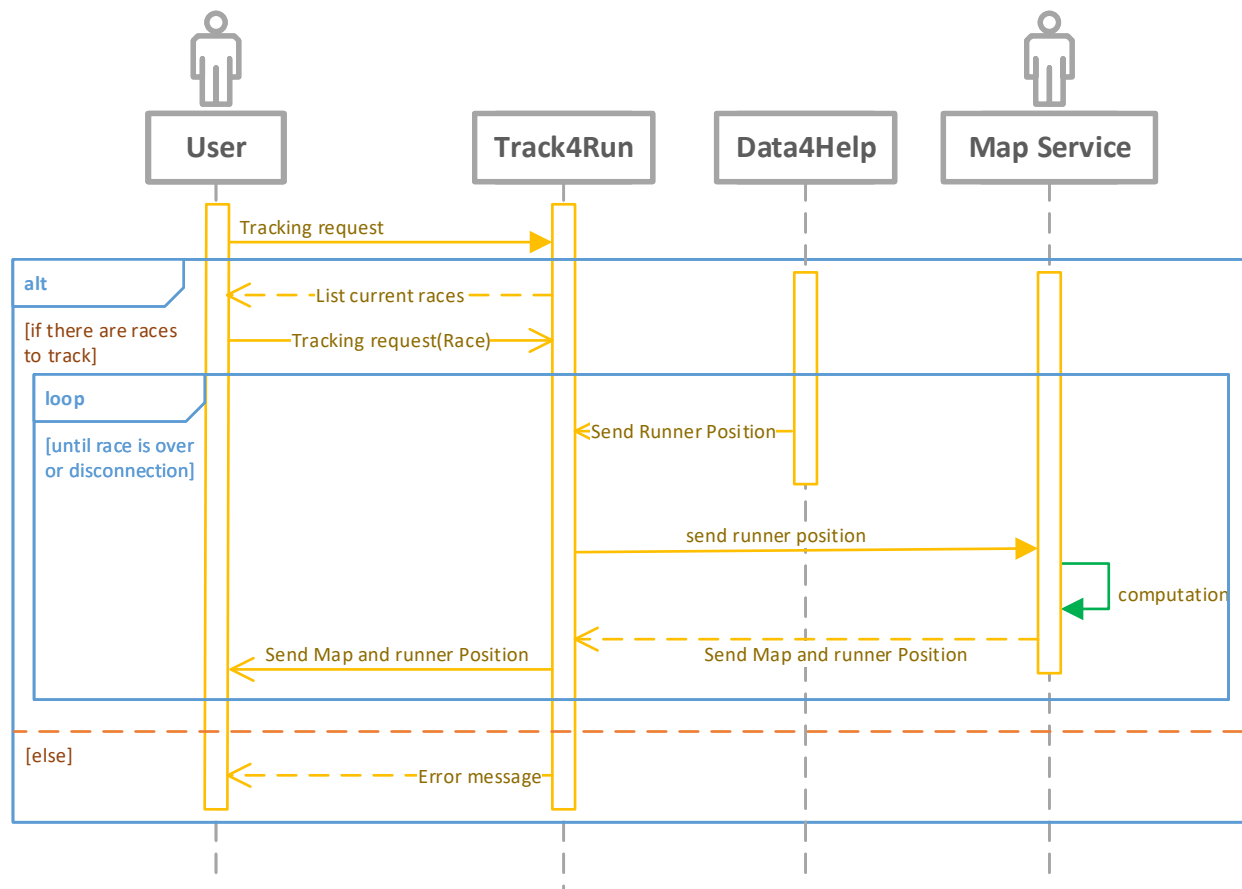 User
Track4Run
Data4Help
Map Service
Tracking request
alt
List current races
[if there are races
to track]
Tracking request(Race)
loop
[until race is over
or disconnection]
Send Runner Position
send runner position
computation
Send Map and runner Position
Send Map and runner Position
[else]
Error message